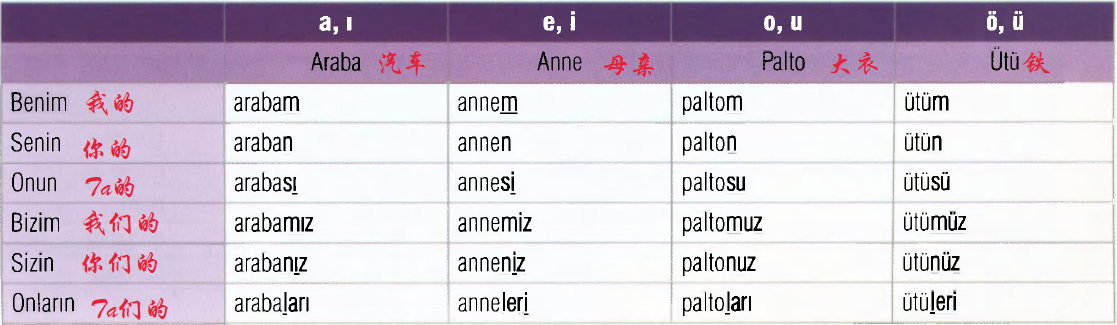 a, ı e, i o, u ö, ü
Araba 汽车 Anne 母亲 Palto 大衣 Ütü 铁
Benim 我的 arabam annem paltom ütüm
Senin 你的 araban annen palton ütün
Onun Ta的 arabası annesi paltosu ütüsü
Bizim 我们的 arabamız annemiz paltomuz ütümüz
Sizin 你们的 arabanız anneniz paltonuz ütünüz
Onların Ta们的 arabaları anneleri paltoları ütüleri